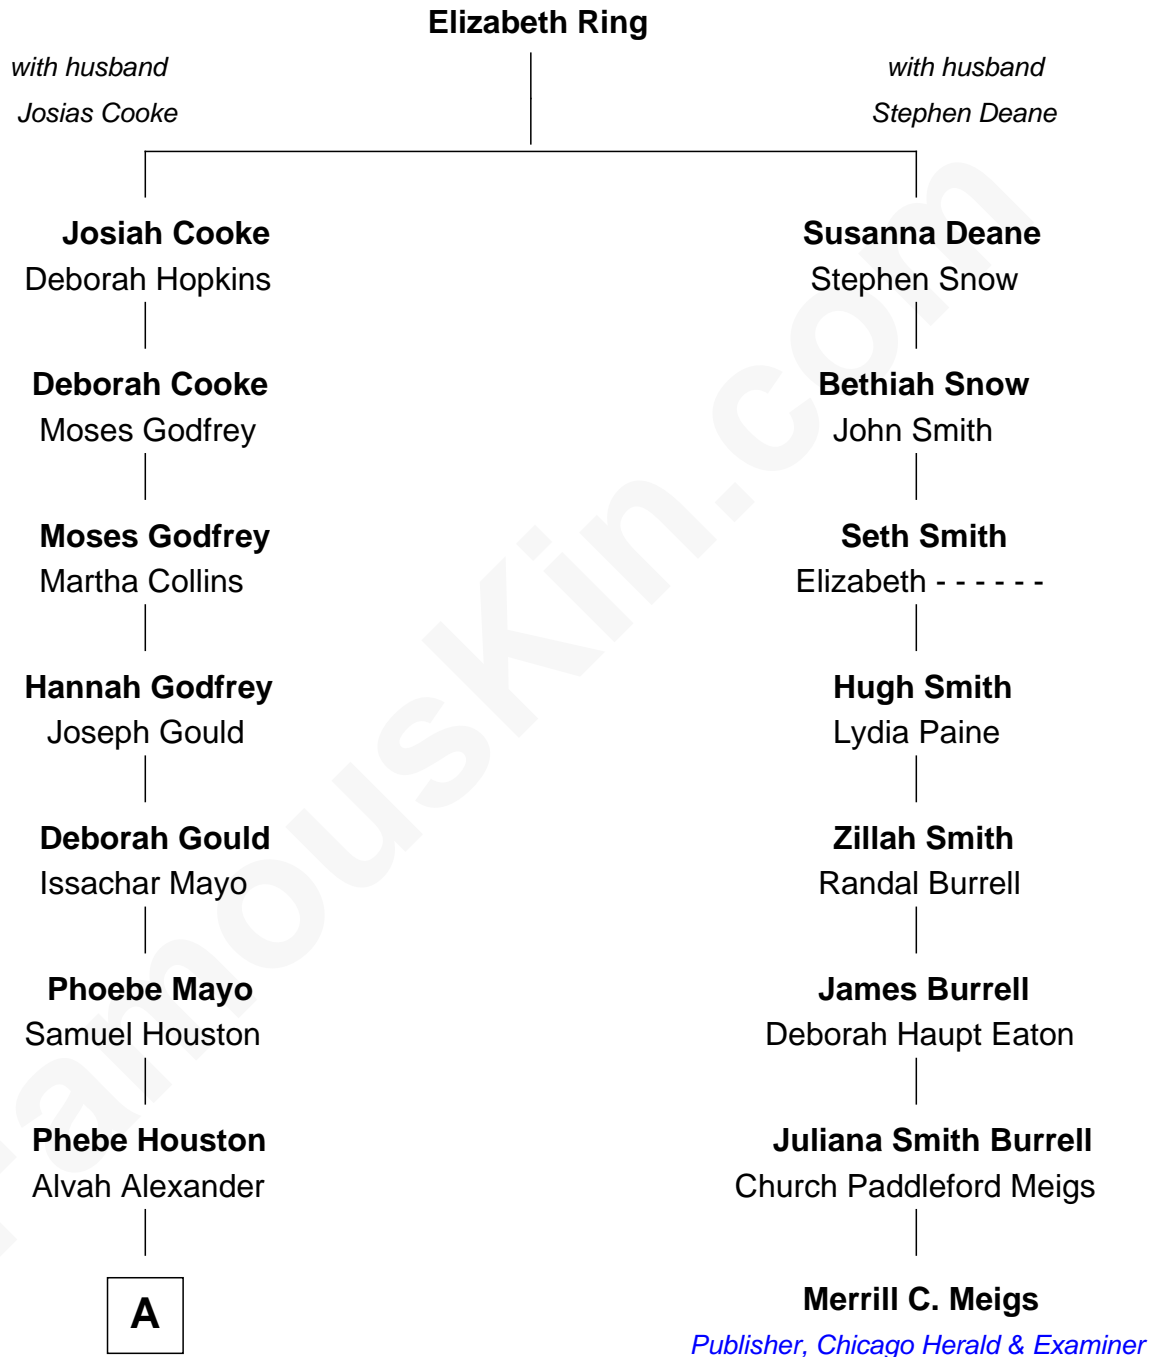 Elizabeth Ring
with husband
Josias Cooke
with husband
Stephen Deane
Josiah Cooke
Deborah Hopkins
Susanna Deane
Stephen Snow
Deborah Cooke
Moses Godfrey
Bethiah Snow
John Smith
Moses Godfrey
Martha Collins
Seth Smith
Elizabeth - - - - - -
Hannah Godfrey
Joseph Gould
Hugh Smith
Lydia Paine
Deborah Gould
Issachar Mayo
Zillah Smith
Randal Burrell
Phoebe Mayo
Samuel Houston
James Burrell
Deborah Haupt Eaton
Phebe Houston
Alvah Alexander
Juliana Smith Burrell
Church Paddleford Meigs
A
Merrill C. Meigs
Publisher, Chicago Herald & Examiner
FamousKin.com